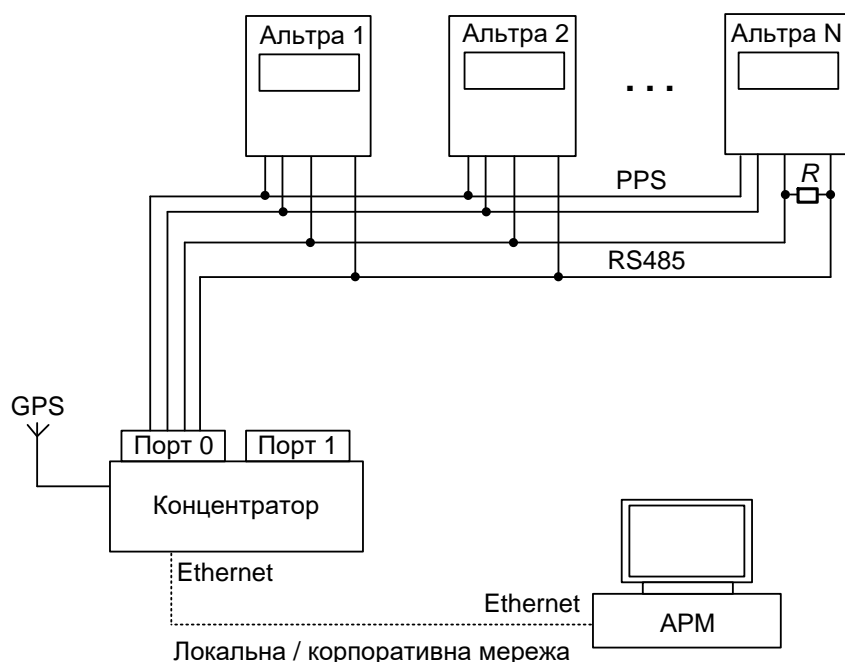 Альтра 1
Альтра 2
Альтра N
. . .
PPS
R
RS485
GPS
Порт 0
Порт 1
Концентратор
Ethernet
Ethernet
АРМ
Локальна / корпоративна мережа